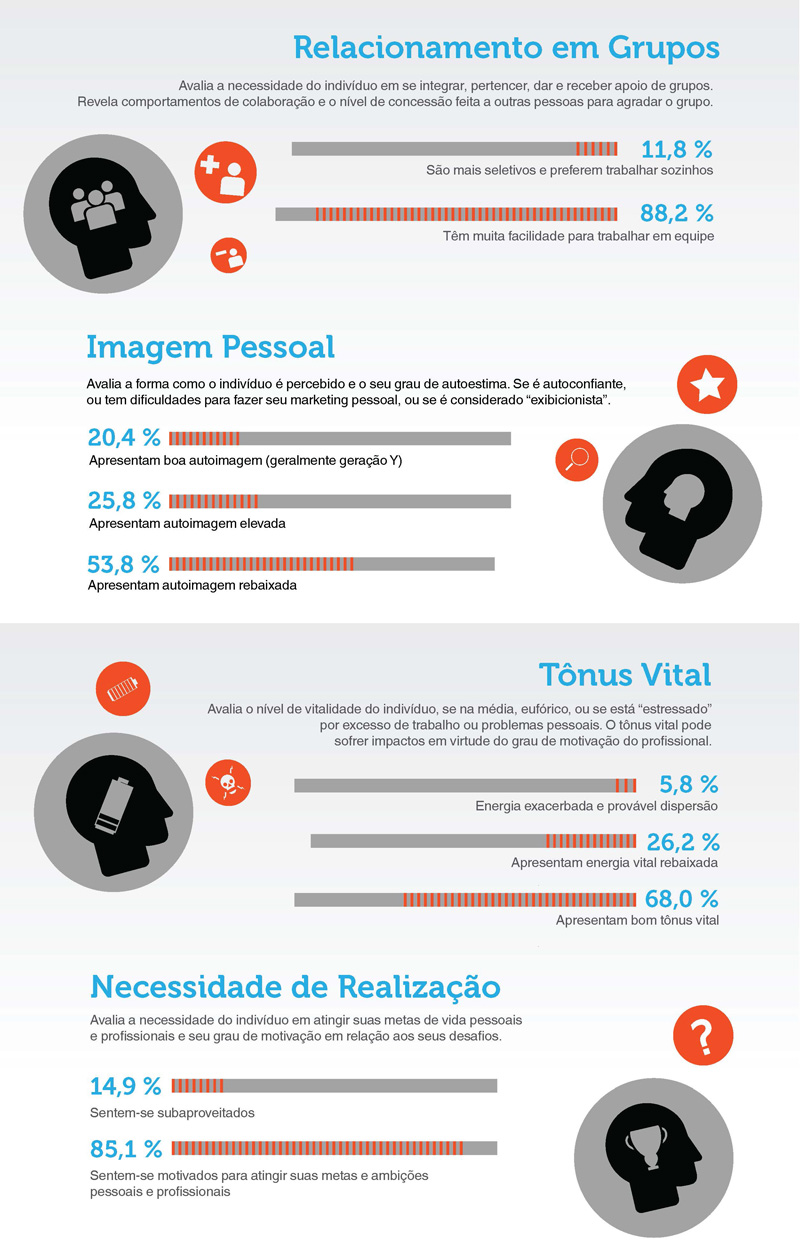 Relacionamento em Grupos
Avalia a necessidade do indivíduo em se integrar, pertencer, dar e receber apoio de grupos.
Revela comportamentos de colaboração e o nível de concessão feita a outras pessoas para agradar o grupo.
11,8 %
São mais seletivos e preferem trabalhar sozinhos
88,2 %
Têm muita facilidade para trabalhar em equipe
Imagem Pessoal
Avalia a forma como o indivíduo é percebido e o seu grau de autoestima. Se é autoconfiante,
ou tem dificuldades para fazer seu marketing pessoal, ou se é considerado “exibicionista”.
20,4 %
Apresentam boa autoimagem (geralmente geração Y)
25,8 %
Apresentam autoimagem elevada
53,8 %
Apresentam autoimagem rebaixada
Tônus Vital
Avalia o nível de vitalidade do indivíduo, se na média, eufórico, ou se está “estressado”
por excesso de trabalho ou problemas pessoais. O tônus vital pode
sofrer impactos em virtude do grau de motivação do profissional.
5,8 %
Energia exacerbada e provável dispersão
26,2 %
Apresentam energia vital rebaixada
68,0 %
Apresentam bom tônus vital
Necessidade de Realização
Avalia a necessidade do indivíduo em atingir suas metas de vida pessoais
e profissionais e seu grau de motivação em relação aos seus desafios.
?
14,9 %
Sentem-se subaproveitados
85,1 %
Sentem-se motivados para atingir suas metas e ambições
pessoais e profissionais